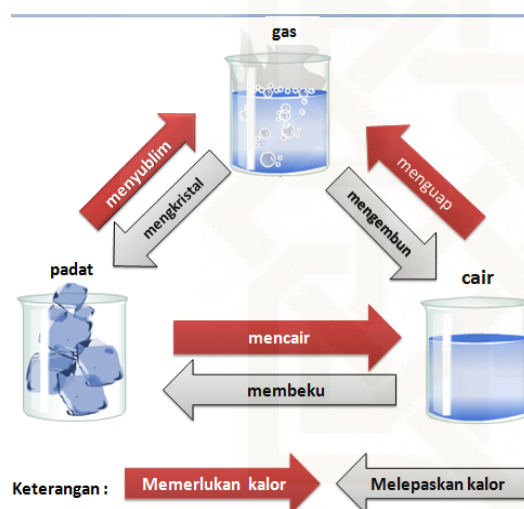 gas
menyublim
mengkristal
menguap
mengembun
padat
cair
mencair
membeku
Keterangan :
Memerlukan kalor
Melepaskan kalor